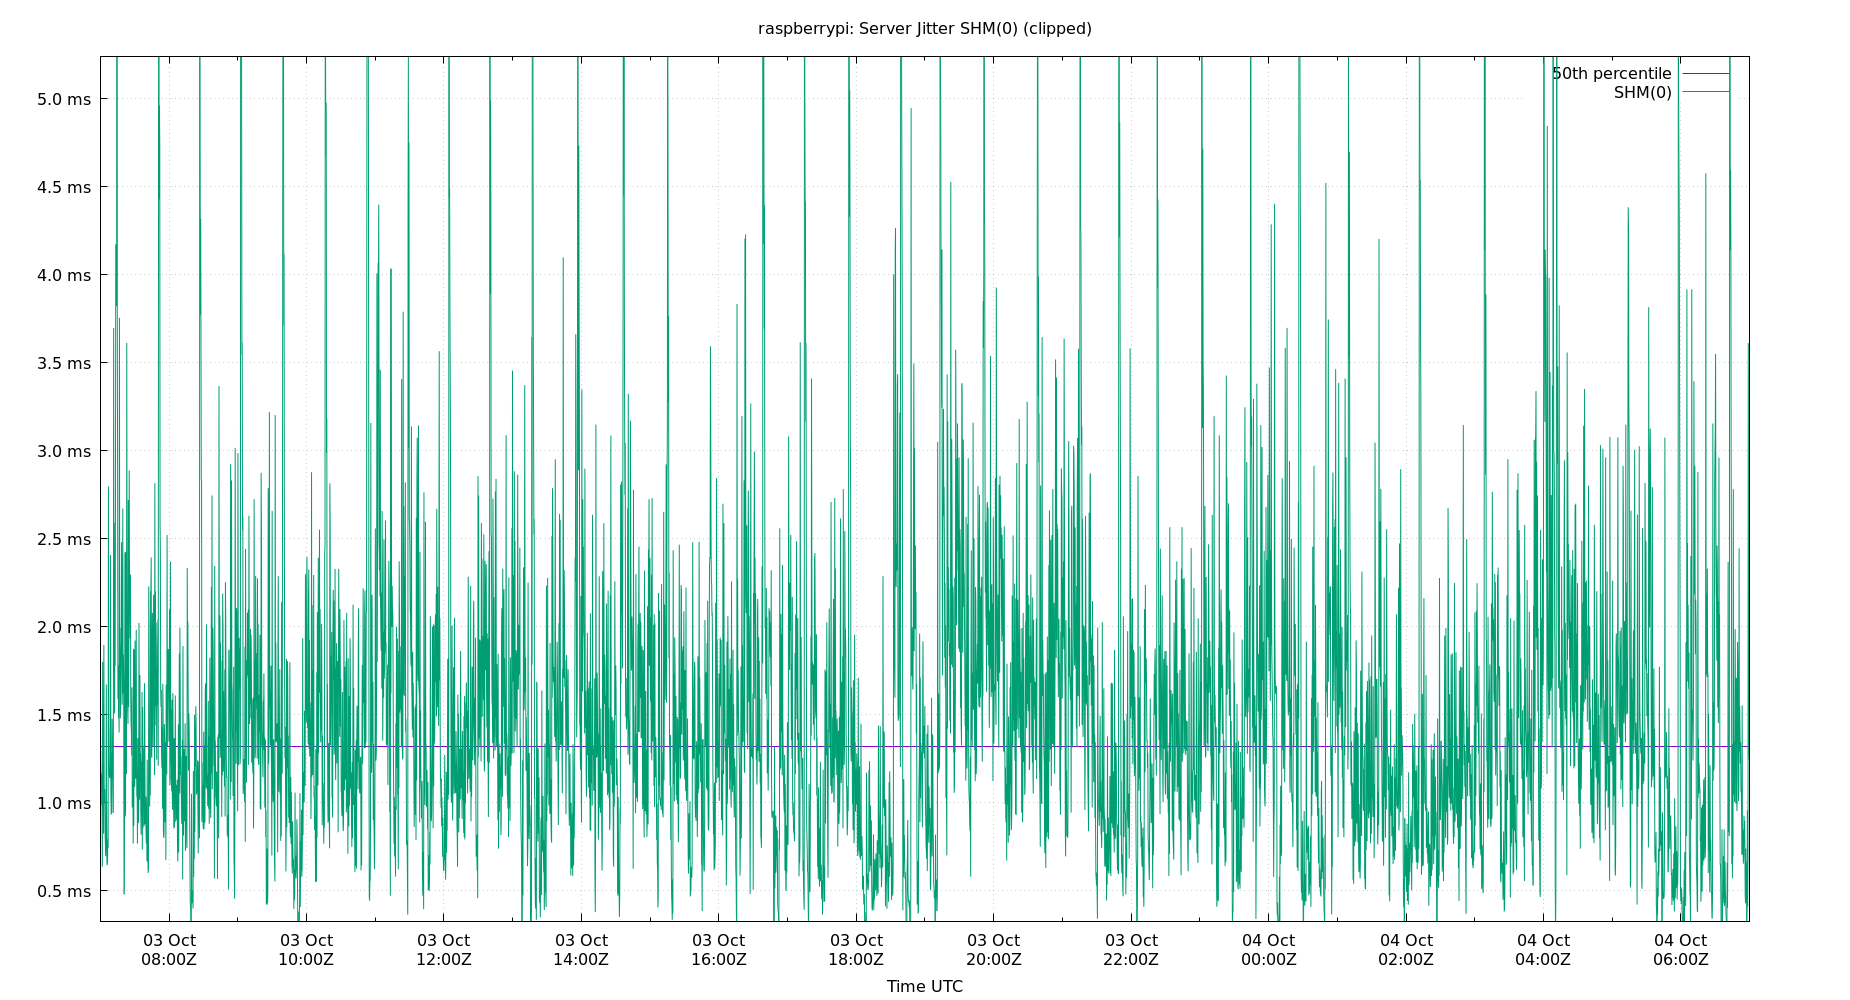 raspberrypi: Server Jitter SHM(0) (clipped)
50th percentile
SHM(0)
5.0 ms
4.5 ms
4.0 ms
3.5 ms
3.0 ms
2.5 ms
2.0 ms
1.5 ms
1.0 ms
0.5 ms
03 Oct 03 Oct 03 Oct 03 Oct 03 Oct 03 Oct 03 Oct 03 Oct 04 Oct 04 Oct 04 Oct 04 Oct
08:00Z 10:00Z 12:00Z 14:00Z 16:00Z 18:00Z 20:00Z 22:00Z 00:00Z 02:00Z 04:00Z 06:00Z
Time UTC